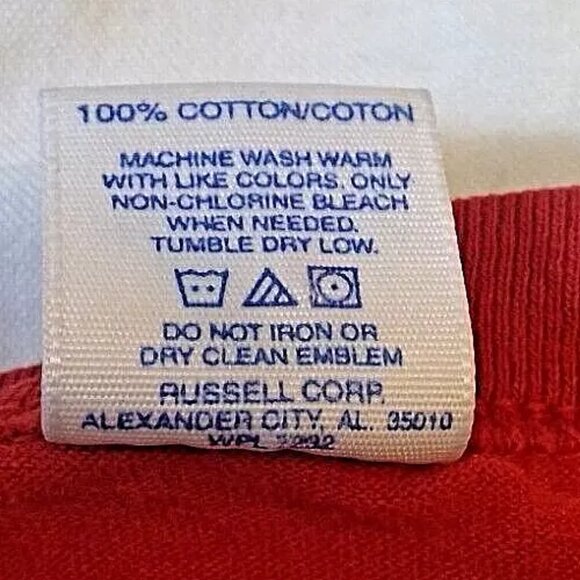 100% COTTON/COTON
MACHINE WASH WARM
WITH LIKE COLORS. ONLY
NON-CHLORINE BLEACH
WHEN NEEDED.
TUMBLE DRY LOW.
DO NOT IRON OR
DRY CLEAN EMBLEM
RUSSELL CORP.
ALEXANDER CITY, AL. 35010
WPL